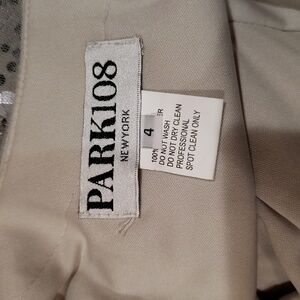 PARK108
NEW YORK
4
100%
DO NOT WASH
DO NOT DRY CLEAN
PROFESSIONAL
SPOT CLEAN ONLY